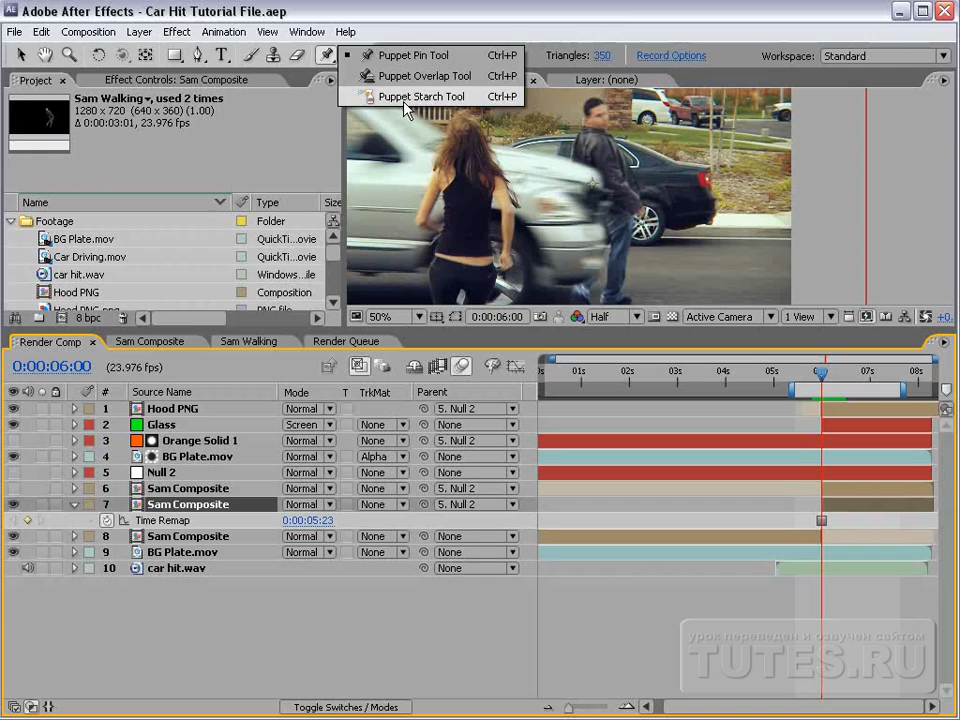 Adobe After Effects - Car Hit Tutorial File.aep
File Edit Composition Layer Effect Animation View Window Help
Triangles: 350 Record Options Workspace: Standard
Puppet Pin Tool Ctrl+P
Puppet Overlap Tool Ctrl+P
Puppet Starch Tool Ctrl+P
Project × Effect Controls: Sam Composite
Layer: (none)
Sam Walking, used 2 times
1280 x 720 (640 x 360) (1.00)
Δ 0:00:03:01, 23.976 fps
Name Type Size
Footage Folder
BG Plate.mov QuickTi...ovie
Car Driving.mov QuickTi...ovie
car hit.wav Windows...ile
Hood PNG Composition
Hood PNG.png PNG file
8 bpc
50% 0:00:06:00 Half Active Camera 1 View +0.
Render Comp × Sam Composite Sam Walking Render Queue
0:00:06:00 (23.976 fps)
0s 01s 02s 03s 04s 05s 07s 08s
# Source Name Mode T TrkMat Parent
1 Hood PNG Normal 5. Null 2
2 Glass Screen None None
3 Orange Solid 1 Normal None 5. Null 2
4 BG Plate.mov Normal Alpha None
5 Null 2 Normal None None
6 Sam Composite Normal None 5. Null 2
7 Sam Composite Normal None 5. Null 2
Time Remap 0:00:05:23
8 Sam Composite Normal None None
9 BG Plate.mov Normal None None
10 car hit.wav None
урок переведен и озвучен сайтом
TUTES.RU
Toggle Switches / Modes